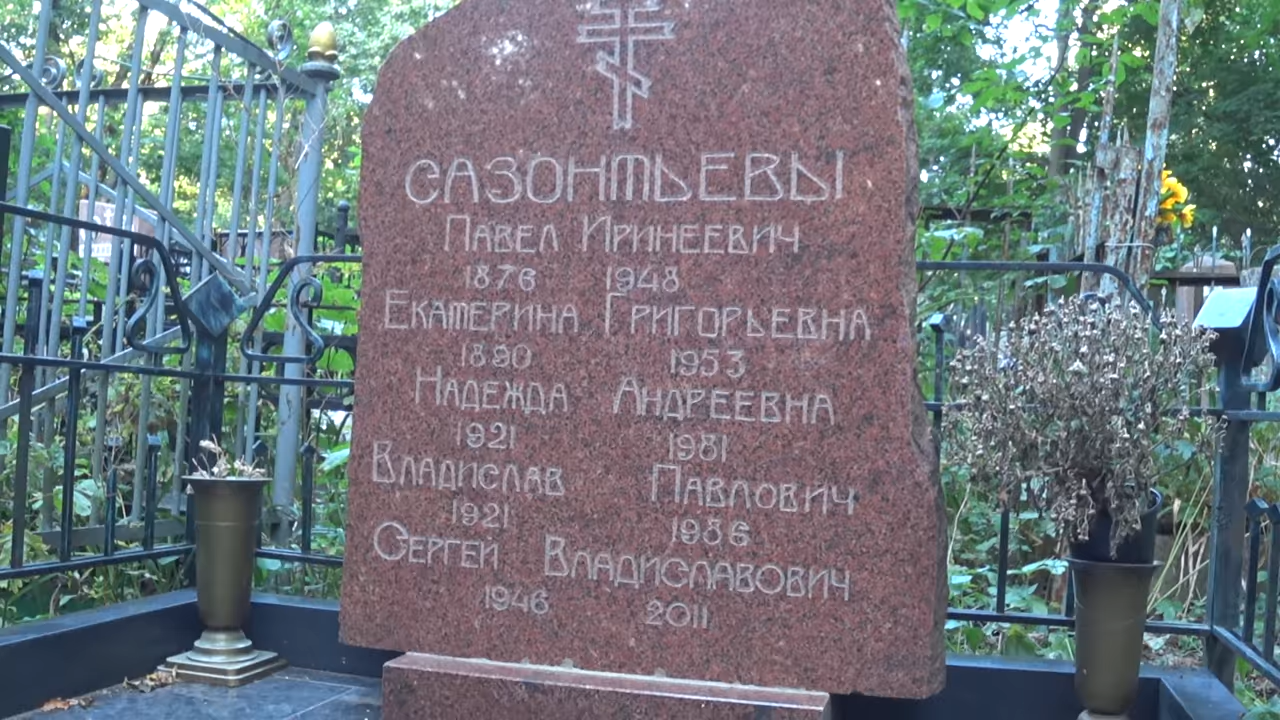 САЗОНТЬЕВЫ
ПАВЕЛ ИРИНЕЕВИЧ
1876 1948
ЕКАТЕРИНА ГРИГОРЬЕВНА
1890 1953
НАДЕЖДА АНДРЕЕВНА
1921 1981
ВЛАДИСЛАВ ПАВЛОВИЧ
1921 1986
СЕРГЕЙ ВЛАДИСЛАВОВИЧ
1946 2011